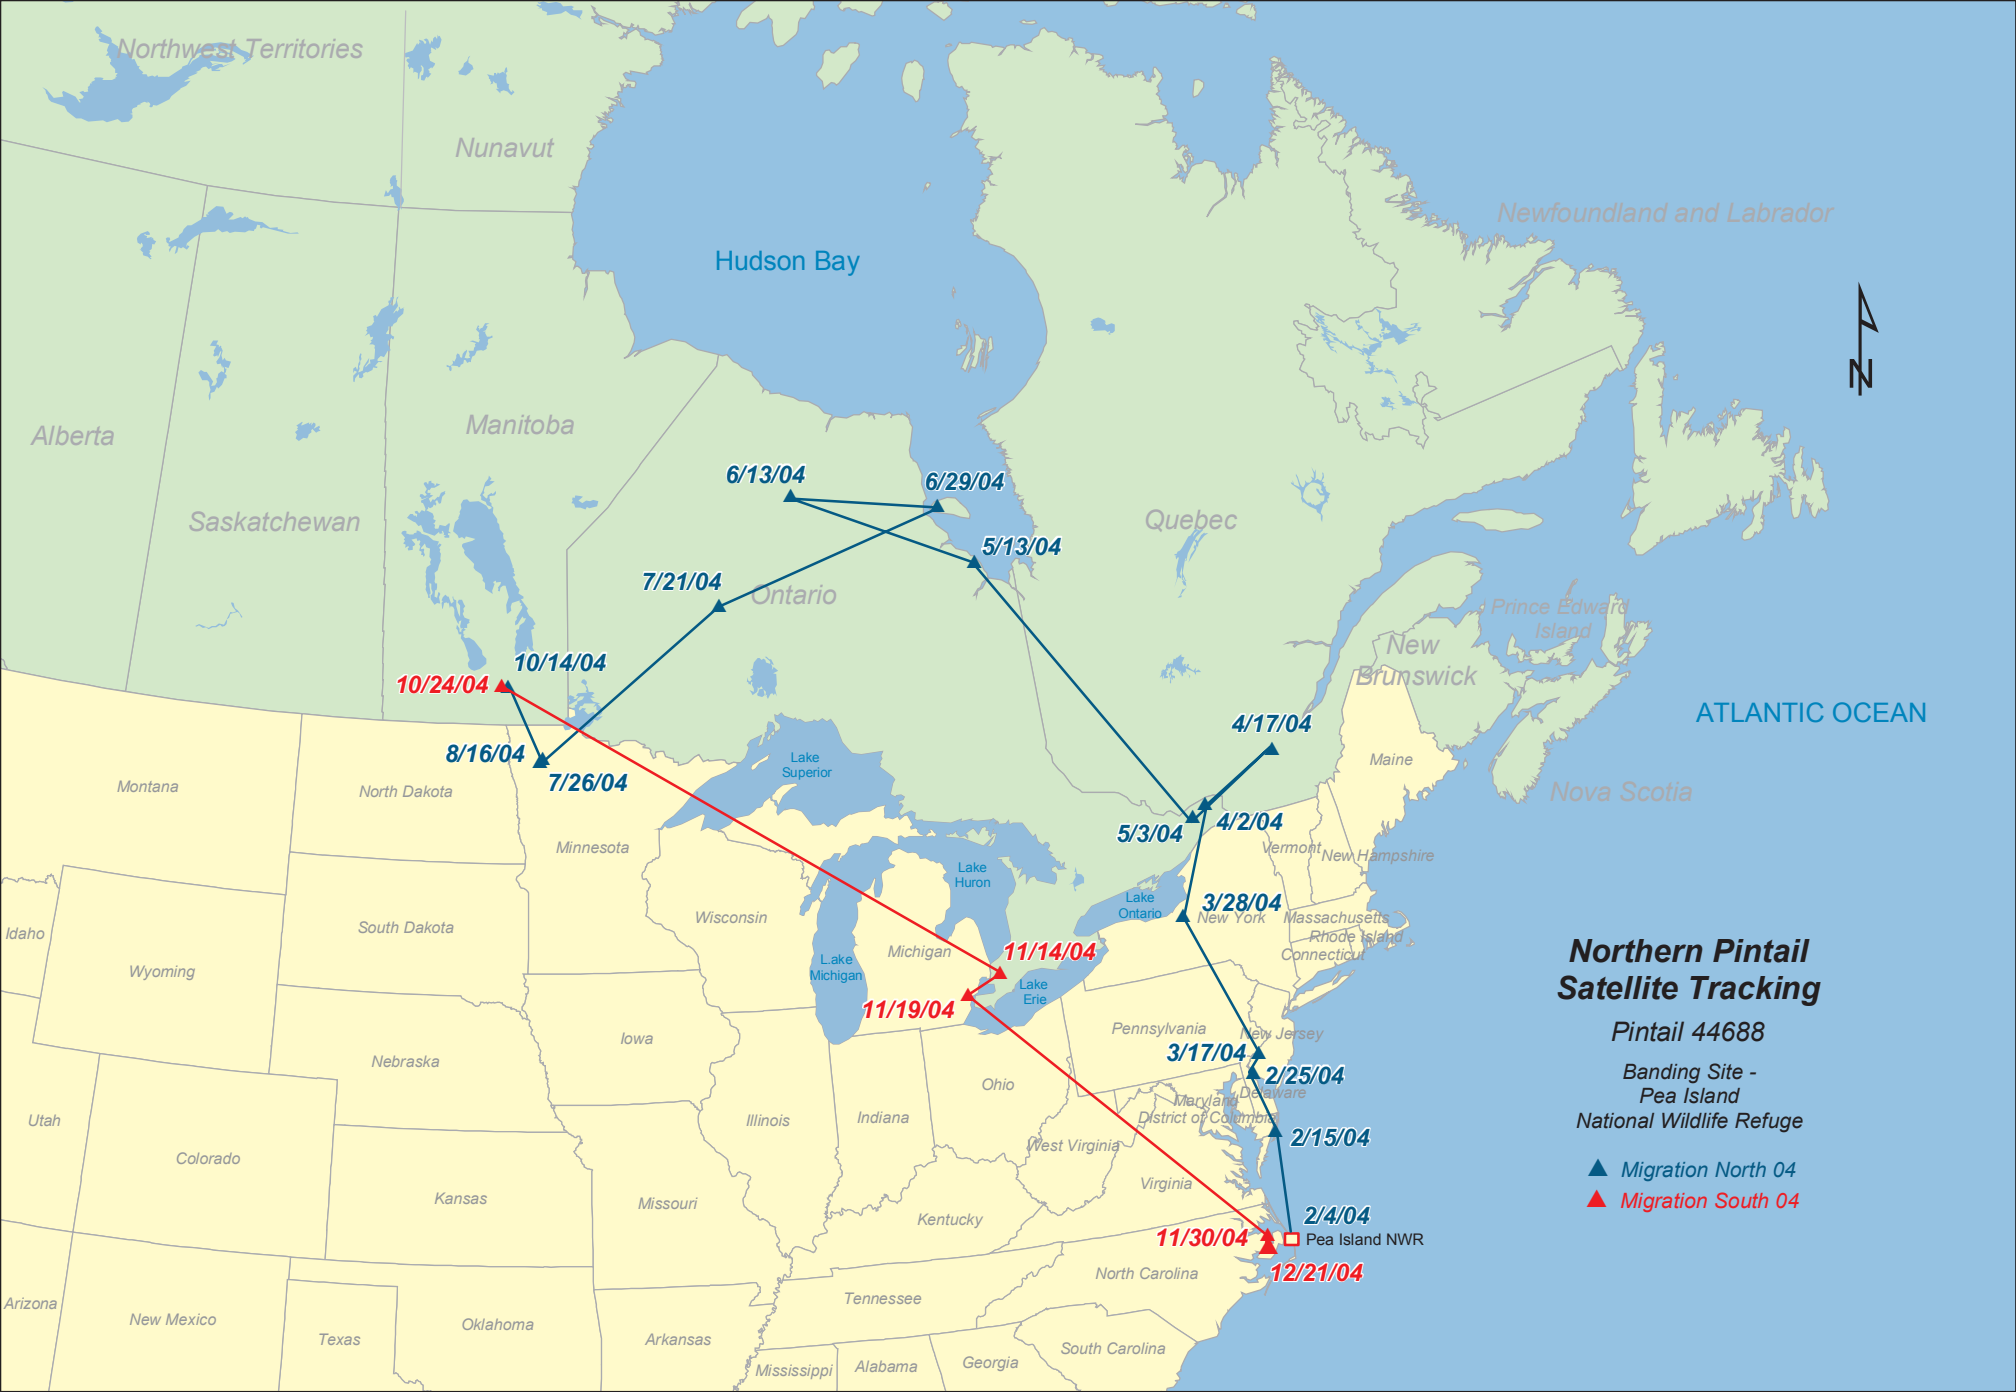 Northwest Territories
Nunavut
Newfoundland and Labrador
Hudson Bay
N
Alberta
Manitoba
Saskatchewan
6/13/04
6/29/04
Quebec
5/13/04
7/21/04
Ontario
Prince Edward
Island
New
Brunswick
10/14/04
10/24/04
ATLANTIC OCEAN
4/17/04
8/16/04
7/26/04
Lake
Superior
Maine
Montana
North Dakota
Nova Scotia
5/3/04
4/2/04
Minnesota
Vermont
New Hampshire
Lake
Huron
Lake
Ontario
3/28/04
New York
Massachusetts
Rhode Island
Connecticut
Idaho
South Dakota
Wisconsin
Michigan
11/14/04
Wyoming
L.ake
Michigan
Lake
Erie
11/19/04
Northern Pintail
Satellite Tracking
Pintail 44688
Banding Site -
Pea Island
National Wildlife Refuge
Migration North 04
Migration South 04
Iowa
Pennsylvania
New Jersey
3/17/04
2/25/04
Nebraska
Ohio
Delaware
Maryland
District of Columbia
Utah
Illinois
Indiana
2/15/04
West Virginia
Colorado
Virginia
Kansas
Missouri
Kentucky
2/4/04
11/30/04
Pea Island NWR
12/21/04
North Carolina
Arizona
New Mexico
Tennessee
Texas
Oklahoma
Arkansas
South Carolina
Mississippi
Alabama
Georgia